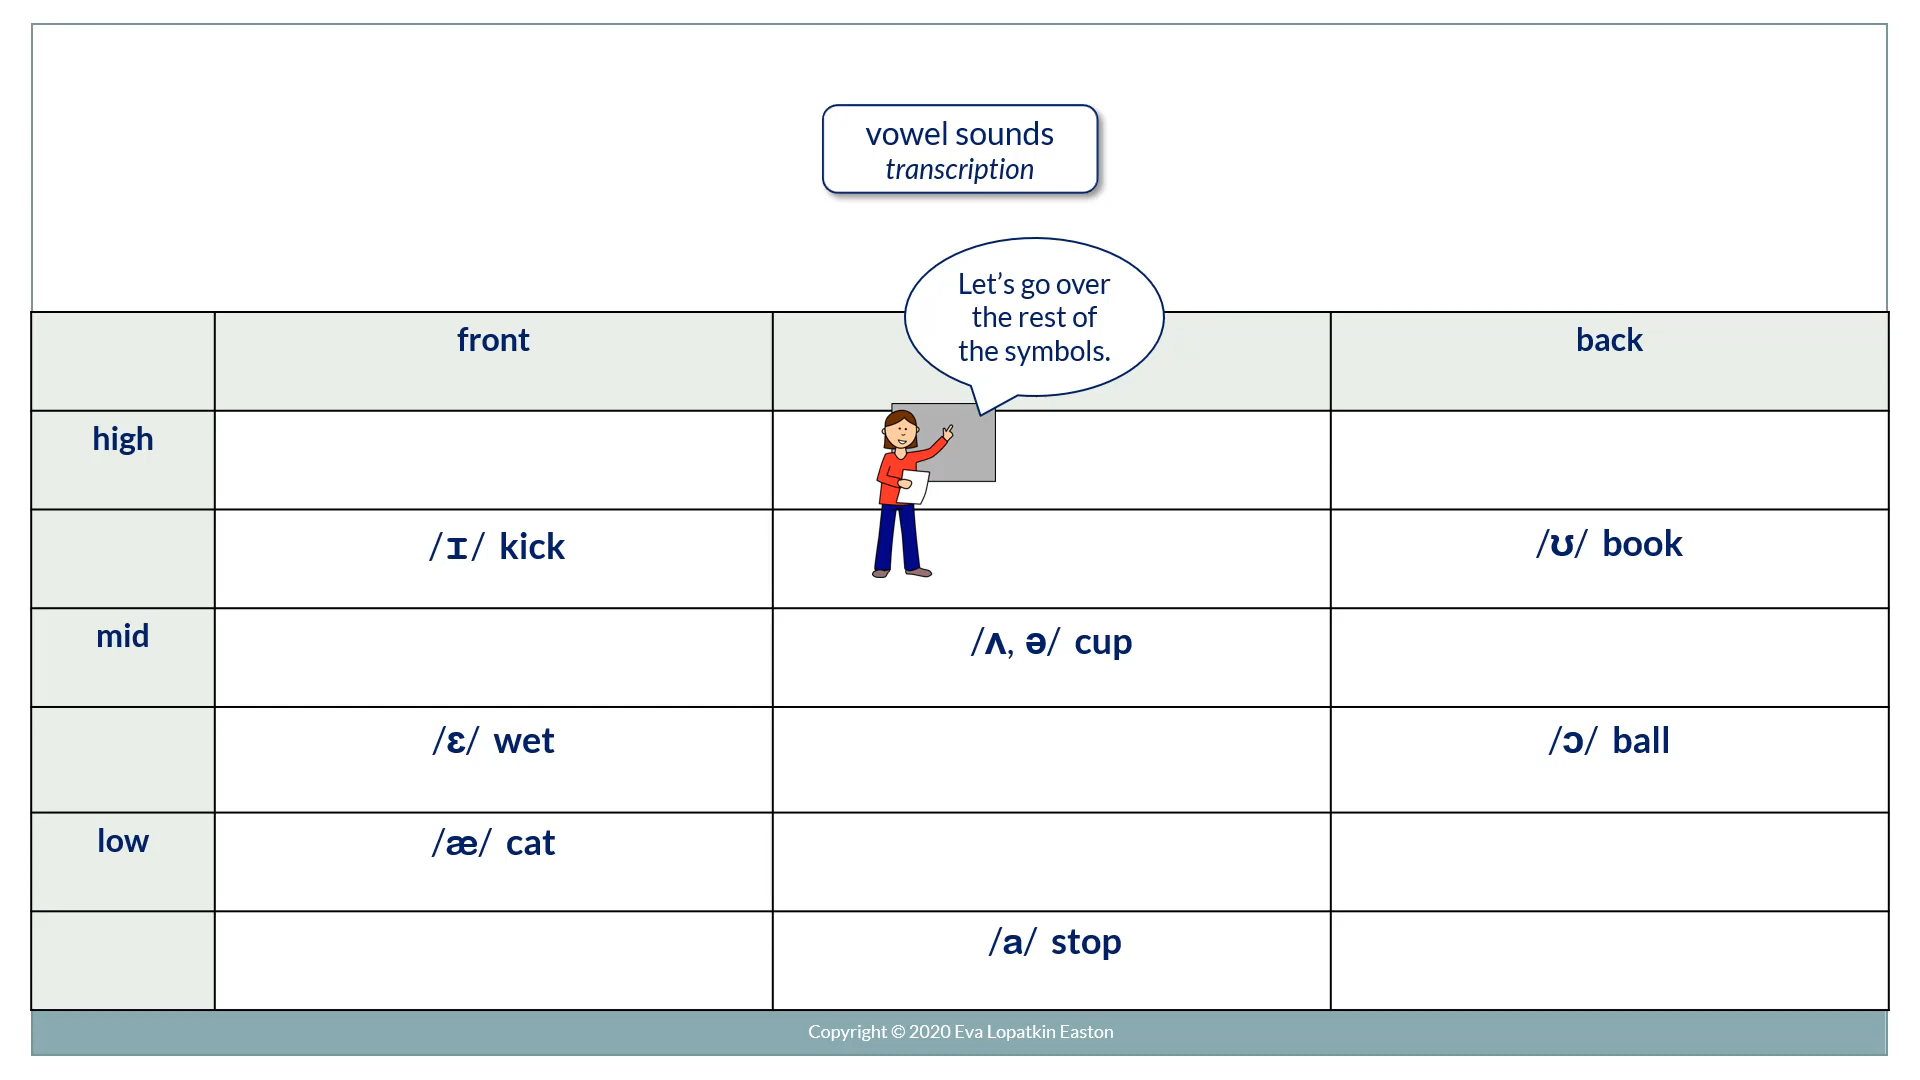 vowel sounds
transcription
Let’s go over
the rest of
the symbols.
front
back
high
/ɪ/ kick
/ʊ/ book
mid
/ʌ, ə/ cup
/ɛ/ wet
/ɔ/ ball
low
/æ/ cat
/a/ stop
Copyright © 2020 Eva Lopatkin Easton